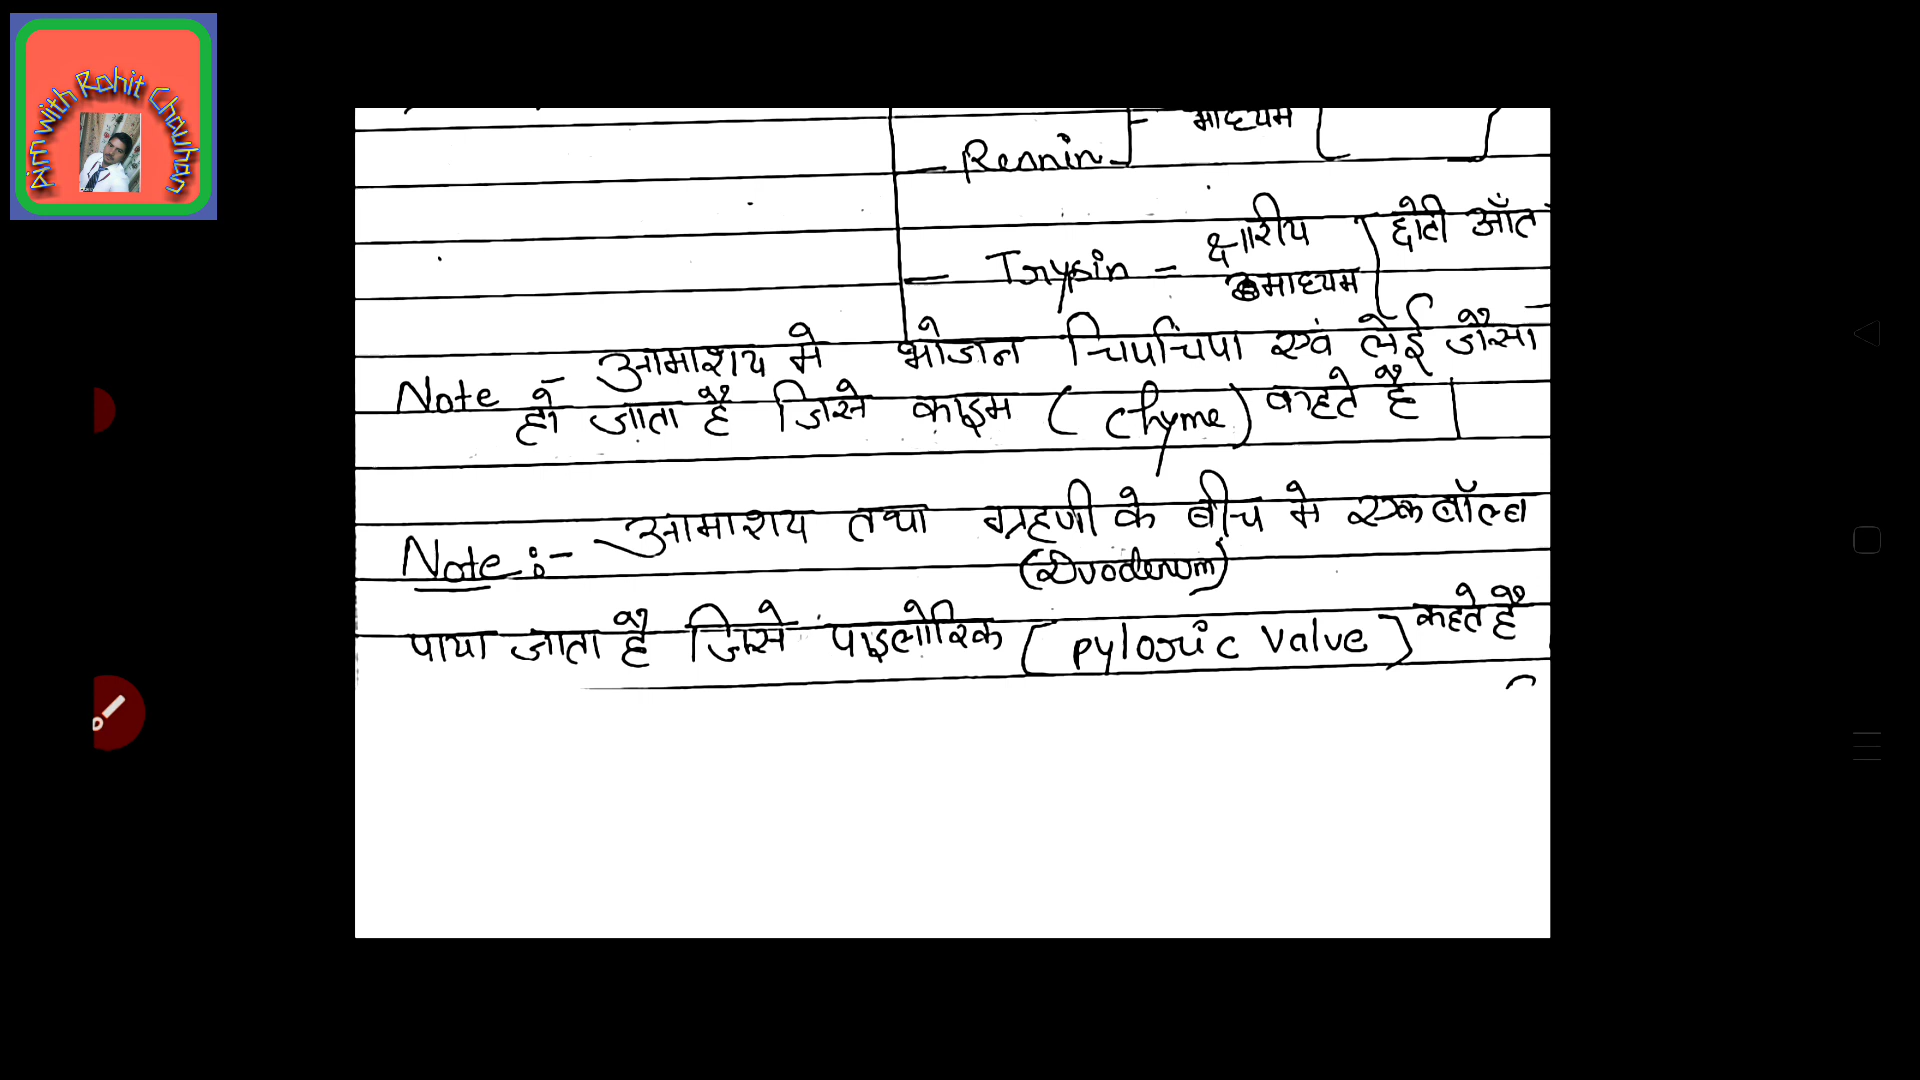 Aim with Rohit Chauhan
माध्यम
— Rennin
— Trypsin = क्षारीय माध्यम छोटी आँत
Note - आमाशय मे भोजन चिपचिपा एवं लेई जैसा
हो जाता है जिसे काइम ( chyme ) कहते है |
Note :- आमाशय तथा ग्रहणी के बीच मे एक बॉल्ब
(Duodenum)
पाया जाता है जिसे पाइलोरिक [ pyloric valve ] कहते है